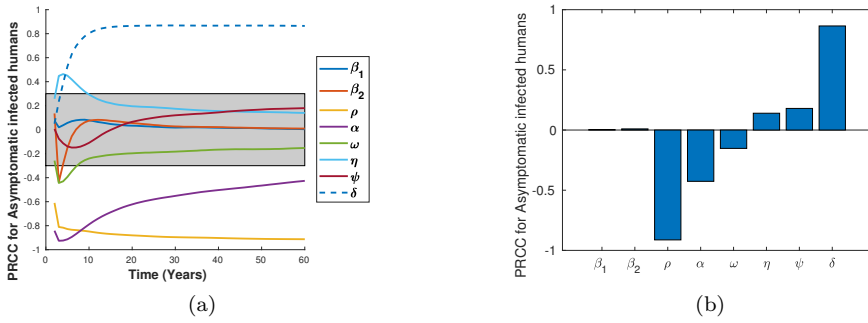 PRCC for Asymptomatic infected humans
1
0.8
0.6
0.4
0.2
0
-0.2
-0.4
-0.6
-0.8
-1
0 10 20 30 40 50 60
Time (Years)
β1
β2
ρ
α
ω
η
ψ
δ
(a)
PRCC for Asymptomatic infected humans
1
0.5
0
-0.5
-1
β1 β2 ρ α ω η ψ δ
(b)